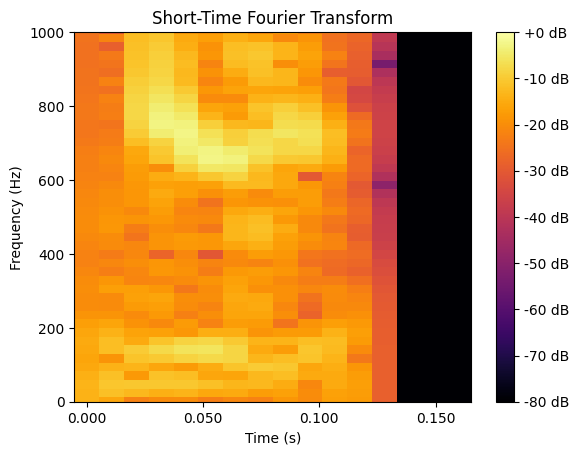 Short-Time Fourier Transform
1000
800
600
400
200
0
Frequency (Hz)
0.000
0.050
0.100
0.150
Time (s)
+0 dB
-10 dB
-20 dB
-30 dB
-40 dB
-50 dB
-60 dB
-70 dB
-80 dB